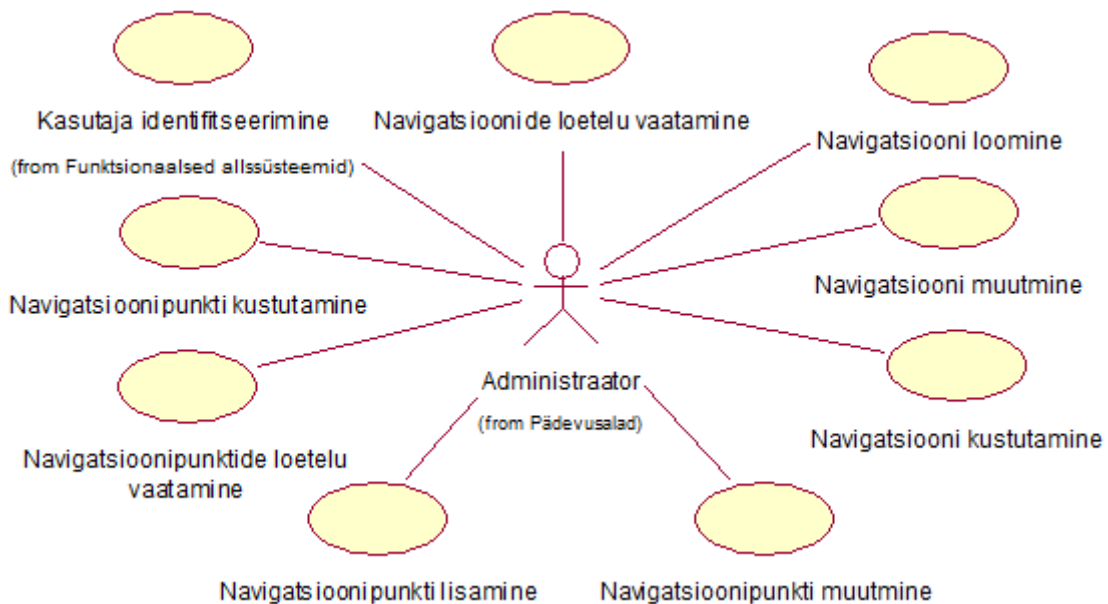 Kasutaja identifitseerimine
(from Funktsionaalsed allssüsteemid)
Navigatsioonide loetelu vaatamine
Navigatsiooni loomine
Navigatsioonipunkti kustutamine
Navigatsiooni muutmine
Administraator
(from Pädevusalad)
Navigatsioonipunktide loetelu
vaatamine
Navigatsiooni kustutamine
Navigatsioonipunkti lisamine
Navigatsioonipunkti muutmine